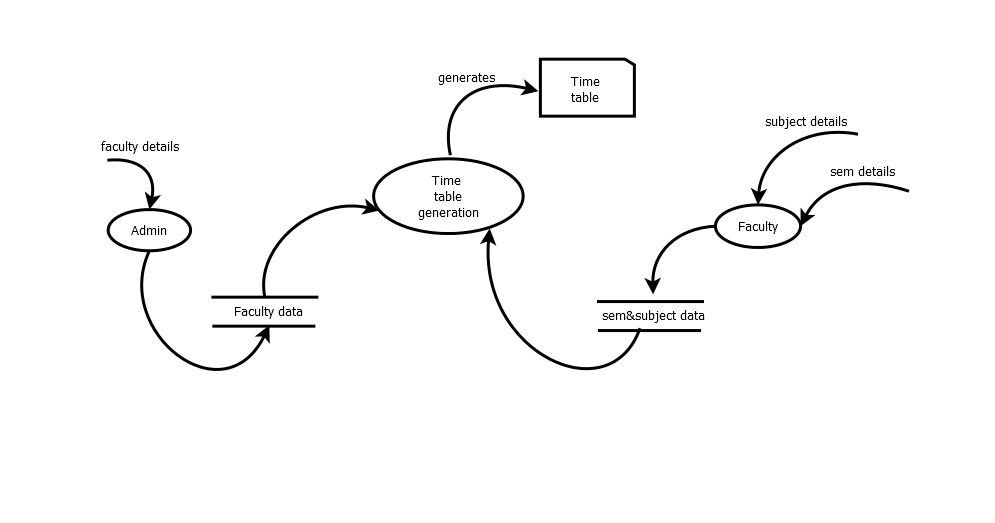 generates
Time
table
subject details
faculty details
sem details
Time
table
generation
Admin
Faculty
Faculty data
sem&subject data